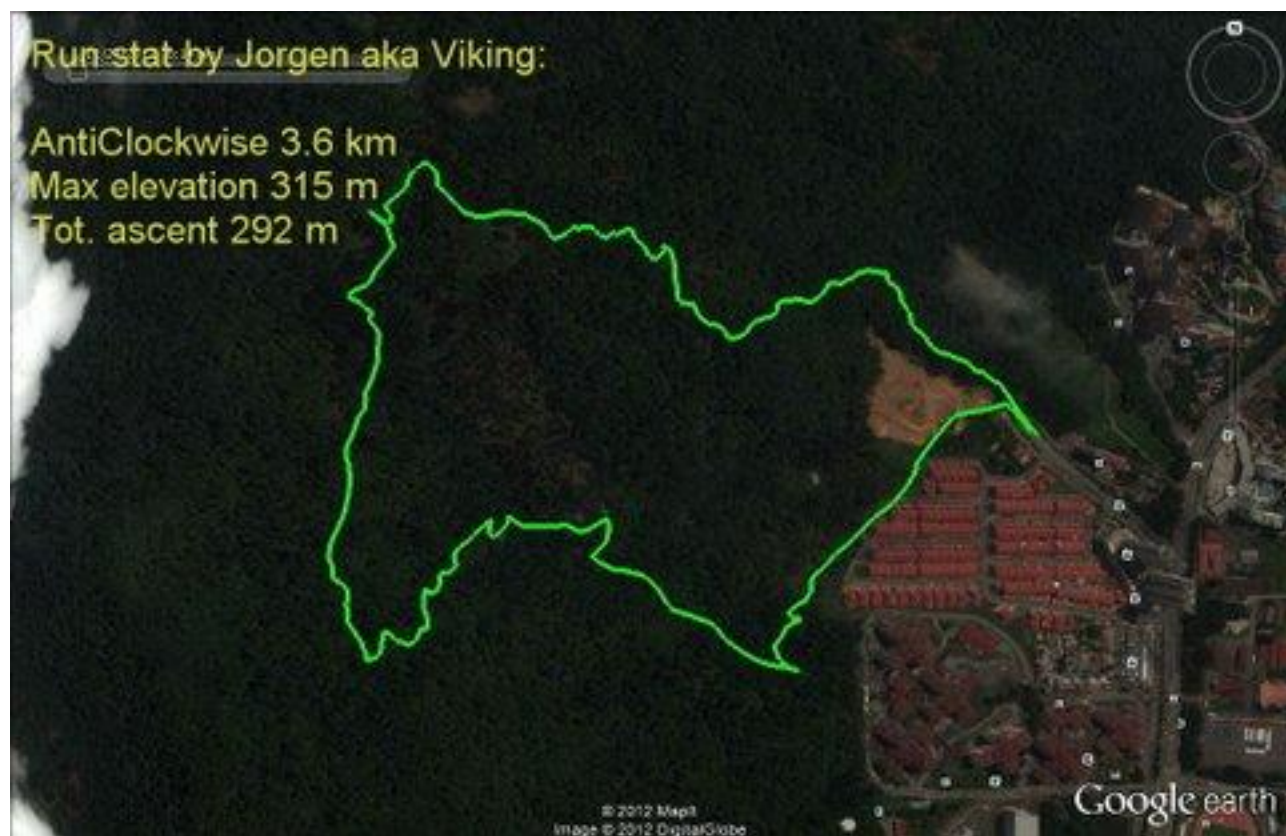 Run stat by Jorgen aka Viking:
AntiClockwise 3.6 km
Max elevation 315 m
Tot. ascent 292 m
© 2012 MapIt
Image © 2012 DigitalGlobe
Google earth